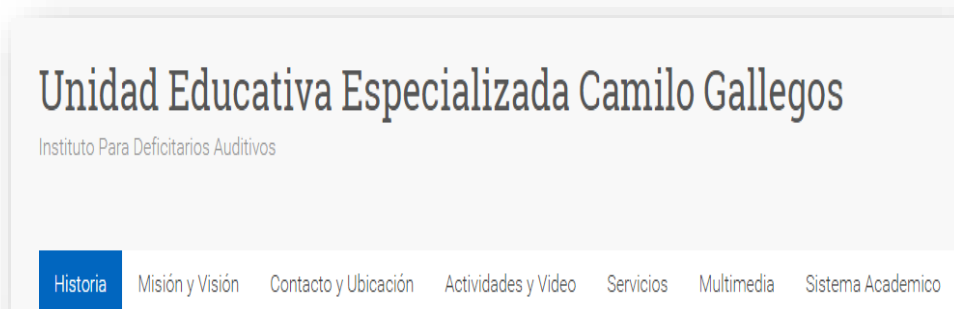 Unidad Educativa Especializada Camilo Gallegos
Instituto Para Deficitarios Auditivos
Historia Misión y Visión Contacto y Ubicación Actividades y Video Servicios Multimedia Sistema Academico